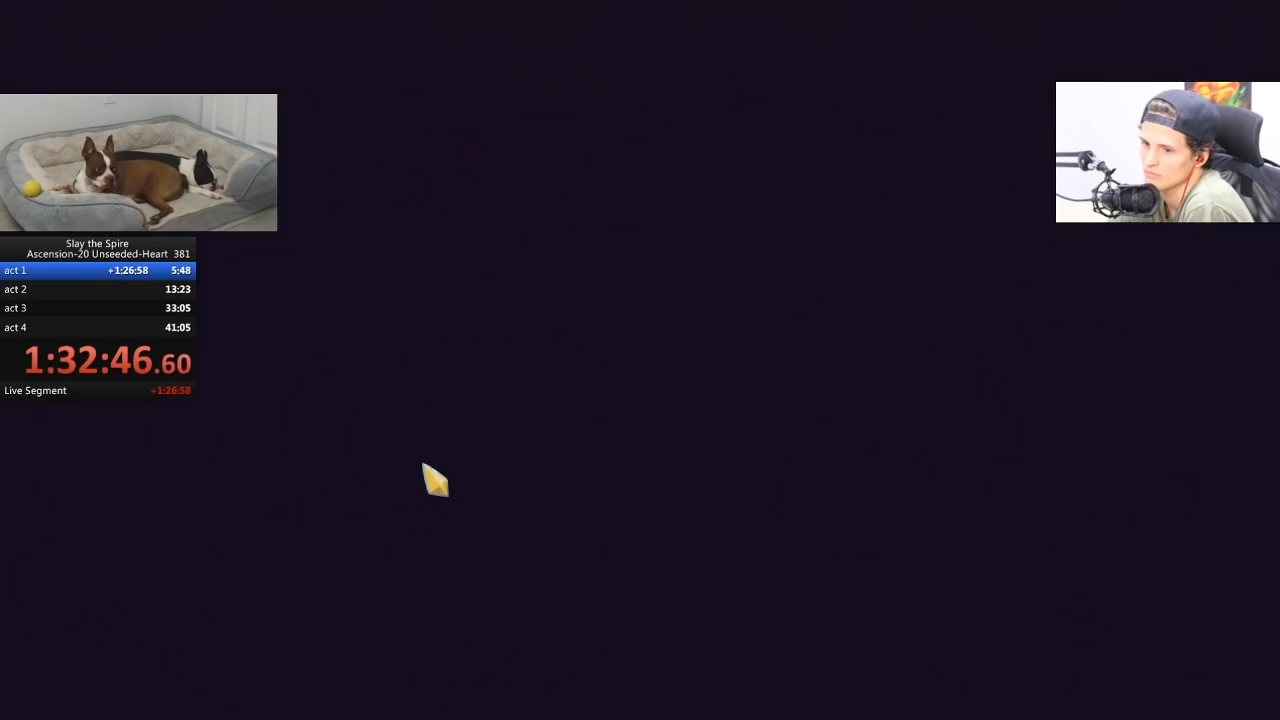 Slay the Spire
Ascension-20 Unseeded-Heart 381
act 1 +1:26:58 5:48
act 2 13:23
act 3 33:05
act 4 41:05
1:32:46.60
Live Segment +1:26:58